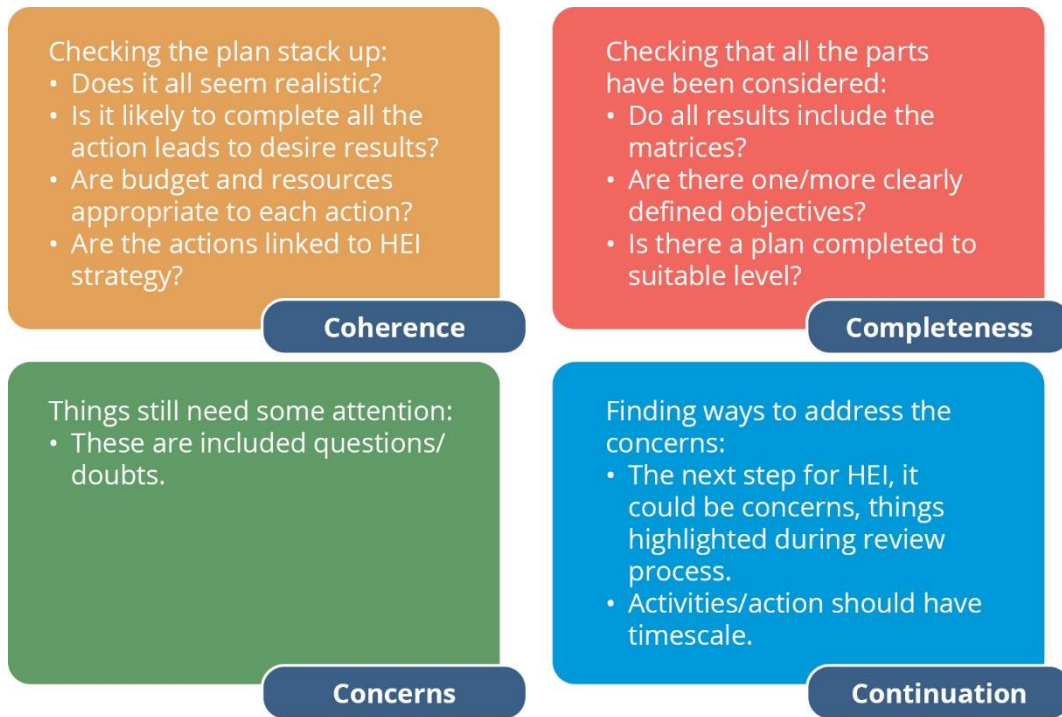 Checking the plan stack up:
• Does it all seem realistic?
• Is it likely to complete all the
action leads to desire results?
• Are budget and resources
appropriate to each action?
• Are the actions linked to HEI
strategy?
Coherence
Checking that all the parts
have been considered:
• Do all results include the
matrices?
• Are there one/more clearly
defined objectives?
• Is there a plan completed to
suitable level?
Completeness
Things still need some attention:
• These are included questions/
doubts.
Concerns
Finding ways to address the
concerns:
• The next step for HEI, it
could be concerns, things
highlighted during review
process.
• Activities/action should have
timescale.
Continuation